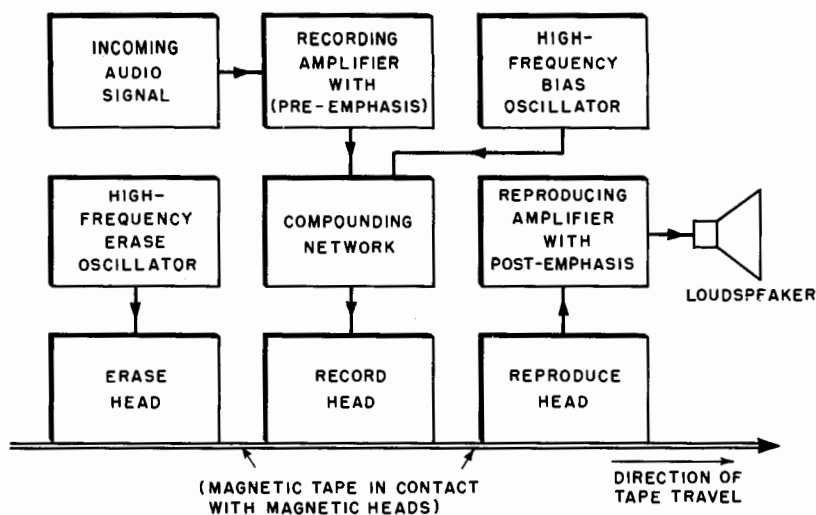 INCOMING
AUDIO
SIGNAL
RECORDING
AMPLIFIER
WITH
(PRE-EMPHASIS)
HIGH-
FREQUENCY
BIAS
OSCILLATOR
HIGH-
FREQUENCY
ERASE
OSCILLATOR
COMPOUNDING
NETWORK
REPRODUCING
AMPLIFIER
WITH
POST-EMPHASIS
LOUDSPFAKER
ERASE
HEAD
RECORD
HEAD
REPRODUCE
HEAD
(MAGNETIC TAPE IN CONTACT
WITH MAGNETIC HEADS)
DIRECTION OF
TAPE TRAVEL